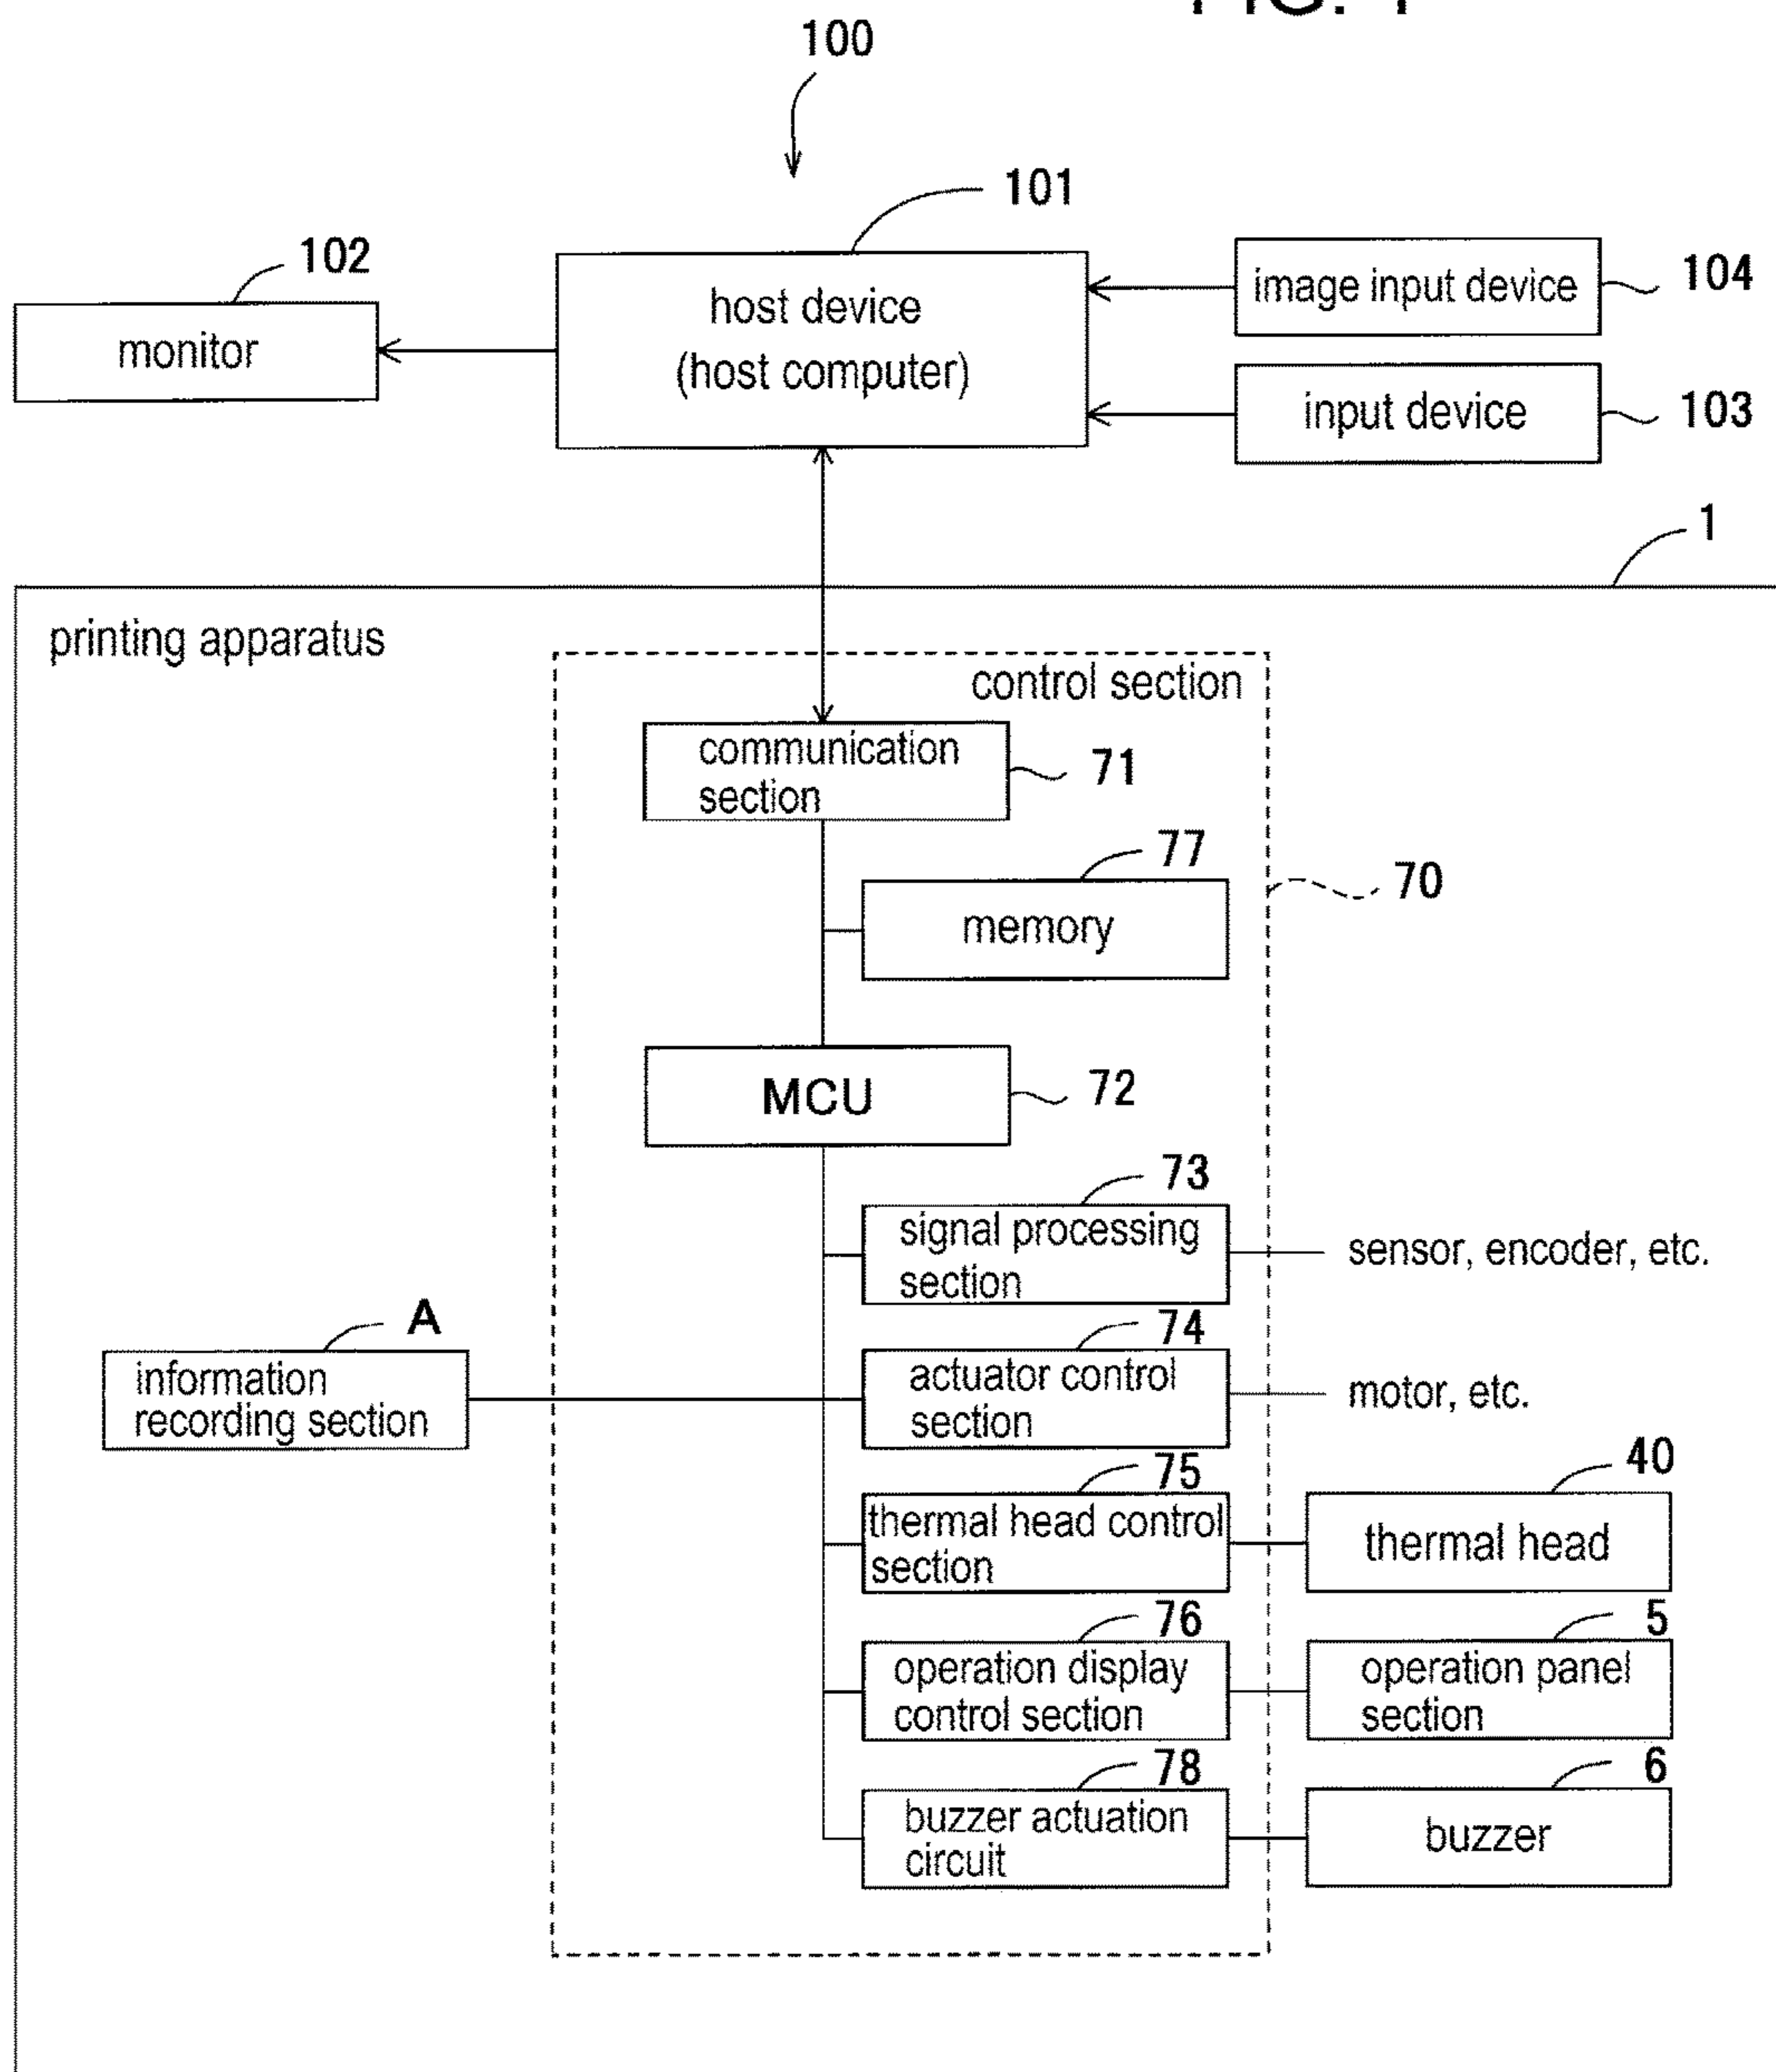 100
101
102
monitor
host device
(host computer)
image input device
104
input device
103
1
printing apparatus
control section
communication
section
71
77
memory
70
MCU
72
73
signal processing
section
sensor, encoder, etc.
A
information
recording section
74
actuator control
section
motor, etc.
75
thermal head control
section
40
thermal head
76
operation display
control section
5
operation panel
section
78
buzzer actuation
circuit
6
buzzer